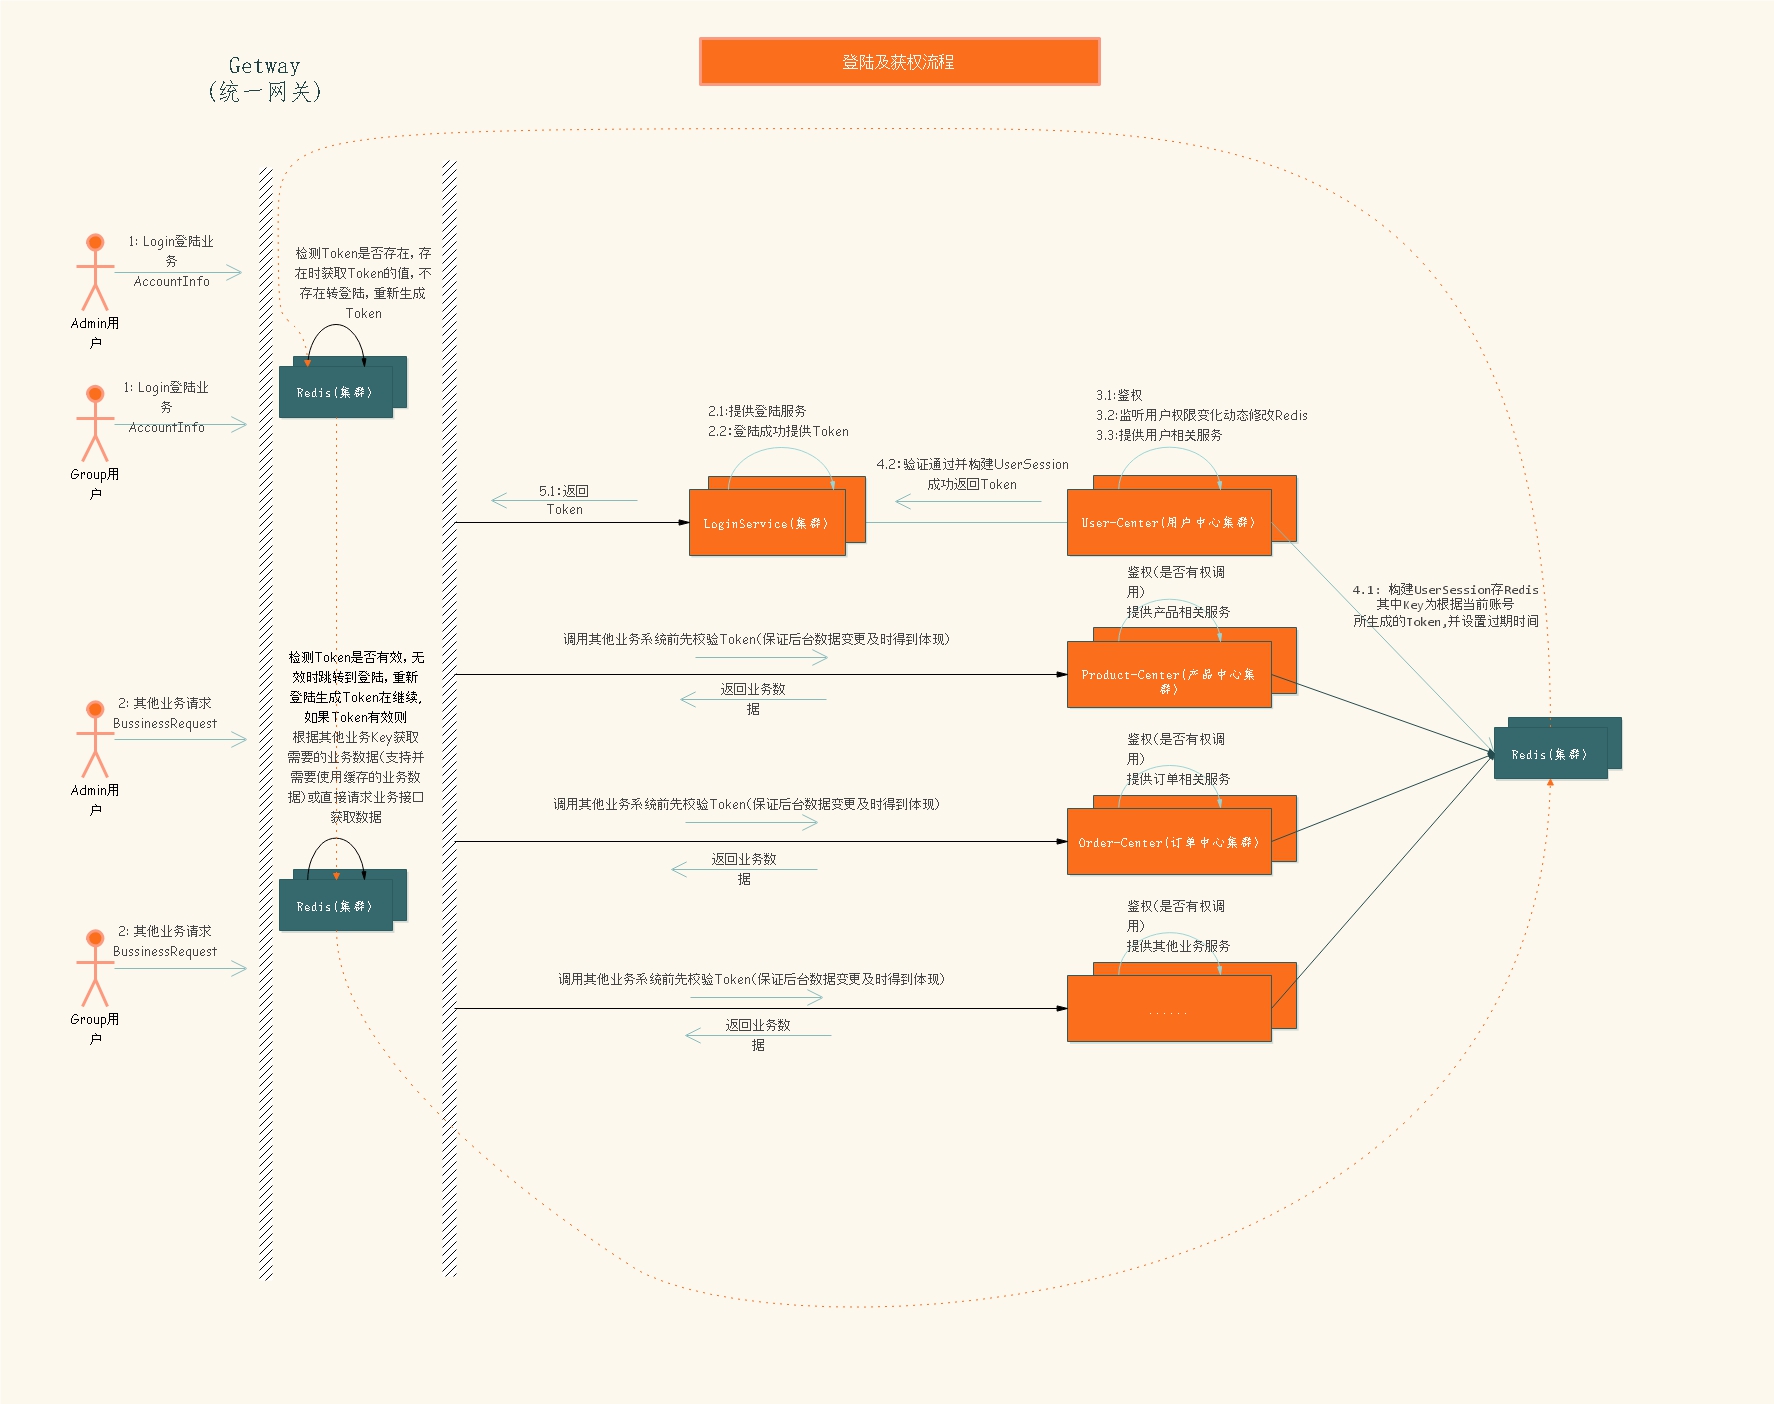 登陆及获权流程
Getway
(统一网关)
1: Login登陆业
务
AccountInfo
Admin用
户
检测Token是否存在,存
在时获取Token的值,不
存在转登陆,重新生成
Token
Redis(集群)
1: Login登陆业
务
AccountInfo
Group用
户
2.1:提供登陆服务
2.2:登陆成功提供Token
3.1:鉴权
3.2:监听用户权限变化动态修改Redis
3.3:提供用户相关服务
4.2:验证通过并构建UserSession
成功返回Token
5.1:返回
Token
LoginService(集群)
User-Center(用户中心集群)
4.1: 构建UserSession存Redis
其中Key为根据当前账号
所生成的Token,并设置过期时间
鉴权(是否有权调
用)
提供产品相关服务
调用其他业务系统前先校验Token(保证后台数据变更及时得到体现)
Product-Center(产品中心集
群)
返回业务数
据
检测Token是否有效,无
效时跳转到登陆,重新
登陆生成Token在继续,
如果Token有效则
根据其他业务Key获取
需要的业务数据(支持并
需要使用缓存的业务数
据)或直接请求业务接口
获取数据
Redis(集群)
2: 其他业务请求
BussinessRequest
Admin用
户
鉴权(是否有权调
用)
提供订单相关服务
Redis(集群)
调用其他业务系统前先校验Token(保证后台数据变更及时得到体现)
Order-Center(订单中心集群)
返回业务数
据
2: 其他业务请求
BussinessRequest
Group用
户
鉴权(是否有权调
用)
提供其他业务服务
调用其他业务系统前先校验Token(保证后台数据变更及时得到体现)
......
返回业务数
据